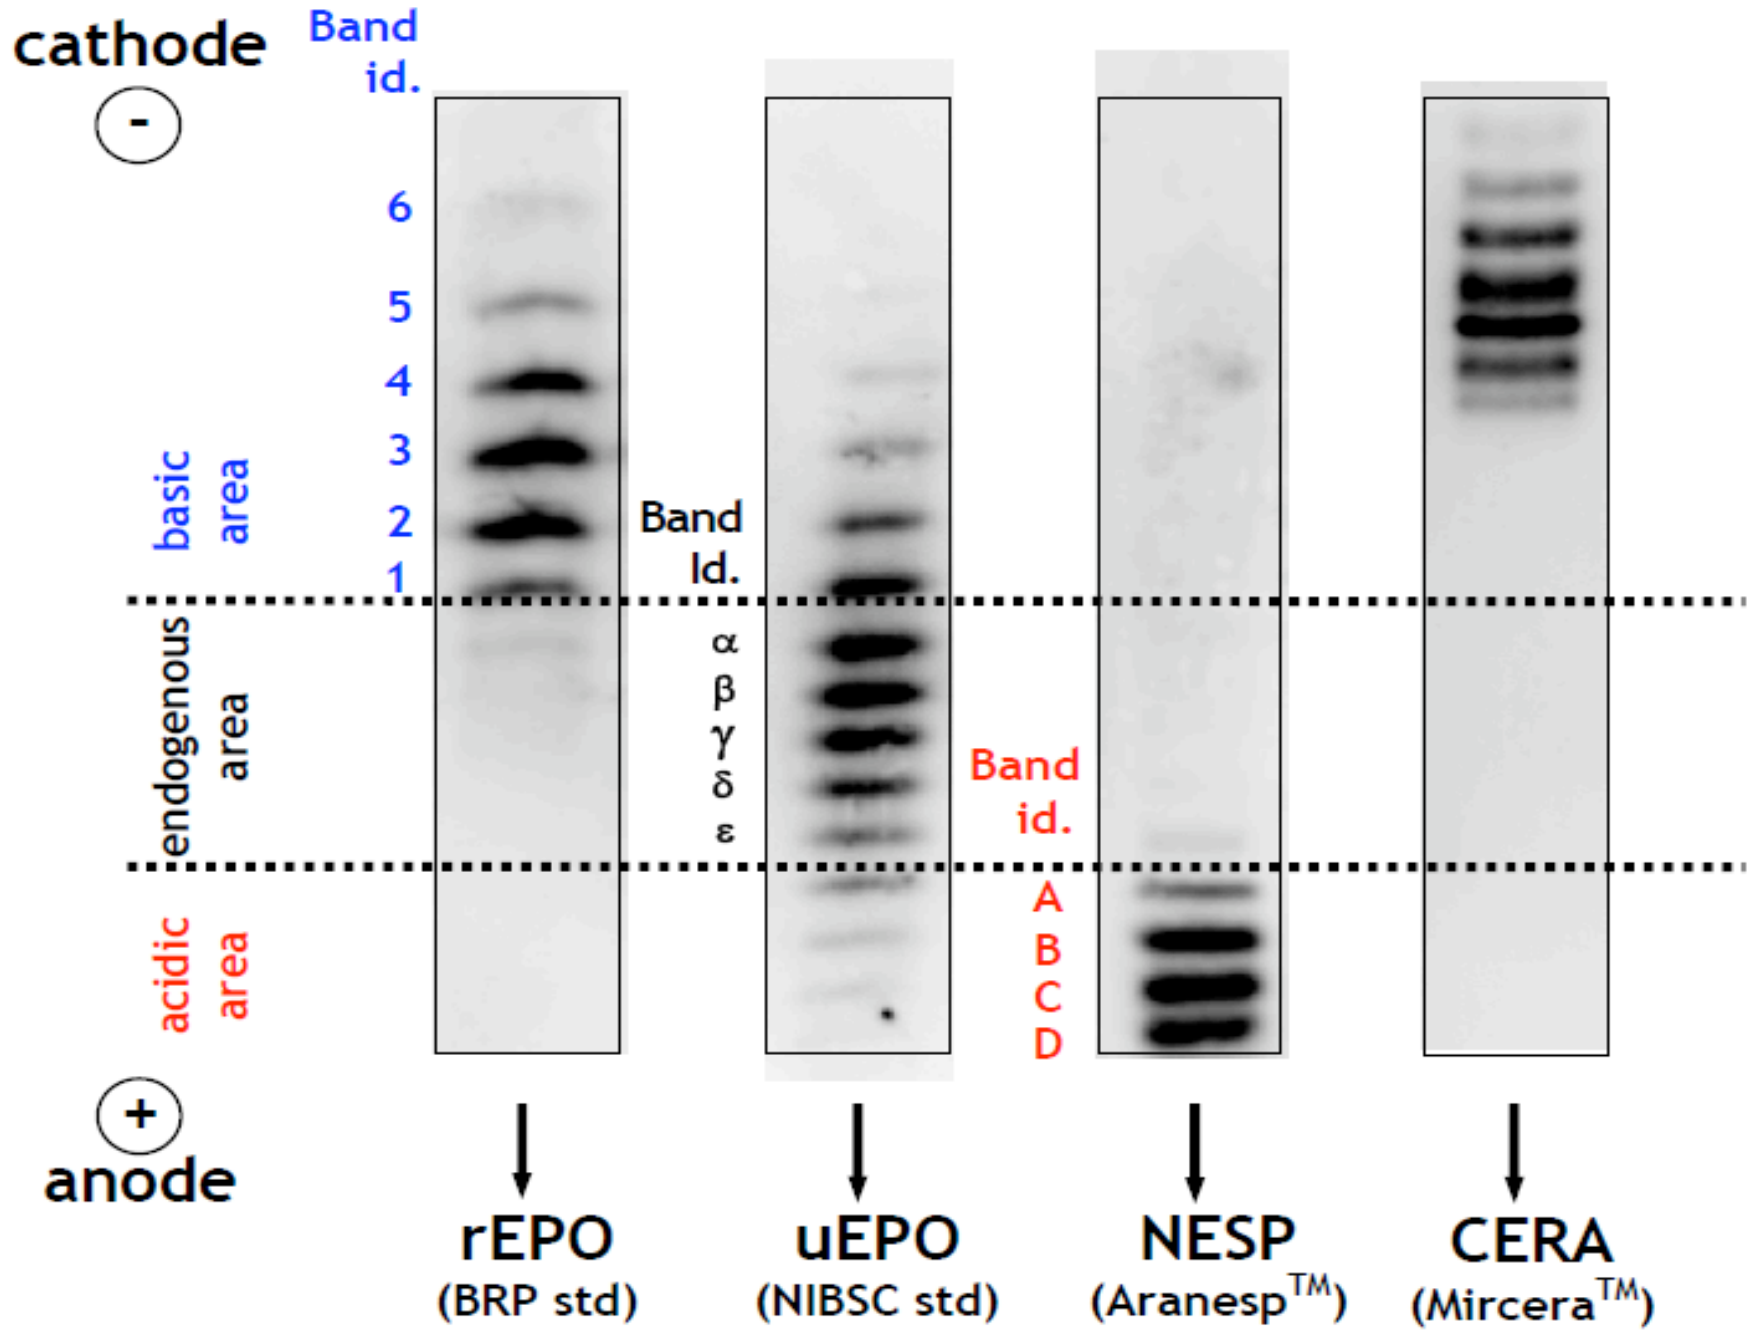 cathode
-
Band
id.
6
5
4
3
2
1
basic
area
Band
Id.
endogenous
area
α
β
γ
δ
ε
Band
id.
acidic
area
A
B
C
D
+
anode
rEPO
(BRP std)
uEPO
(NIBSC std)
NESP
(Aranesp™)
CERA
(Mircera™)